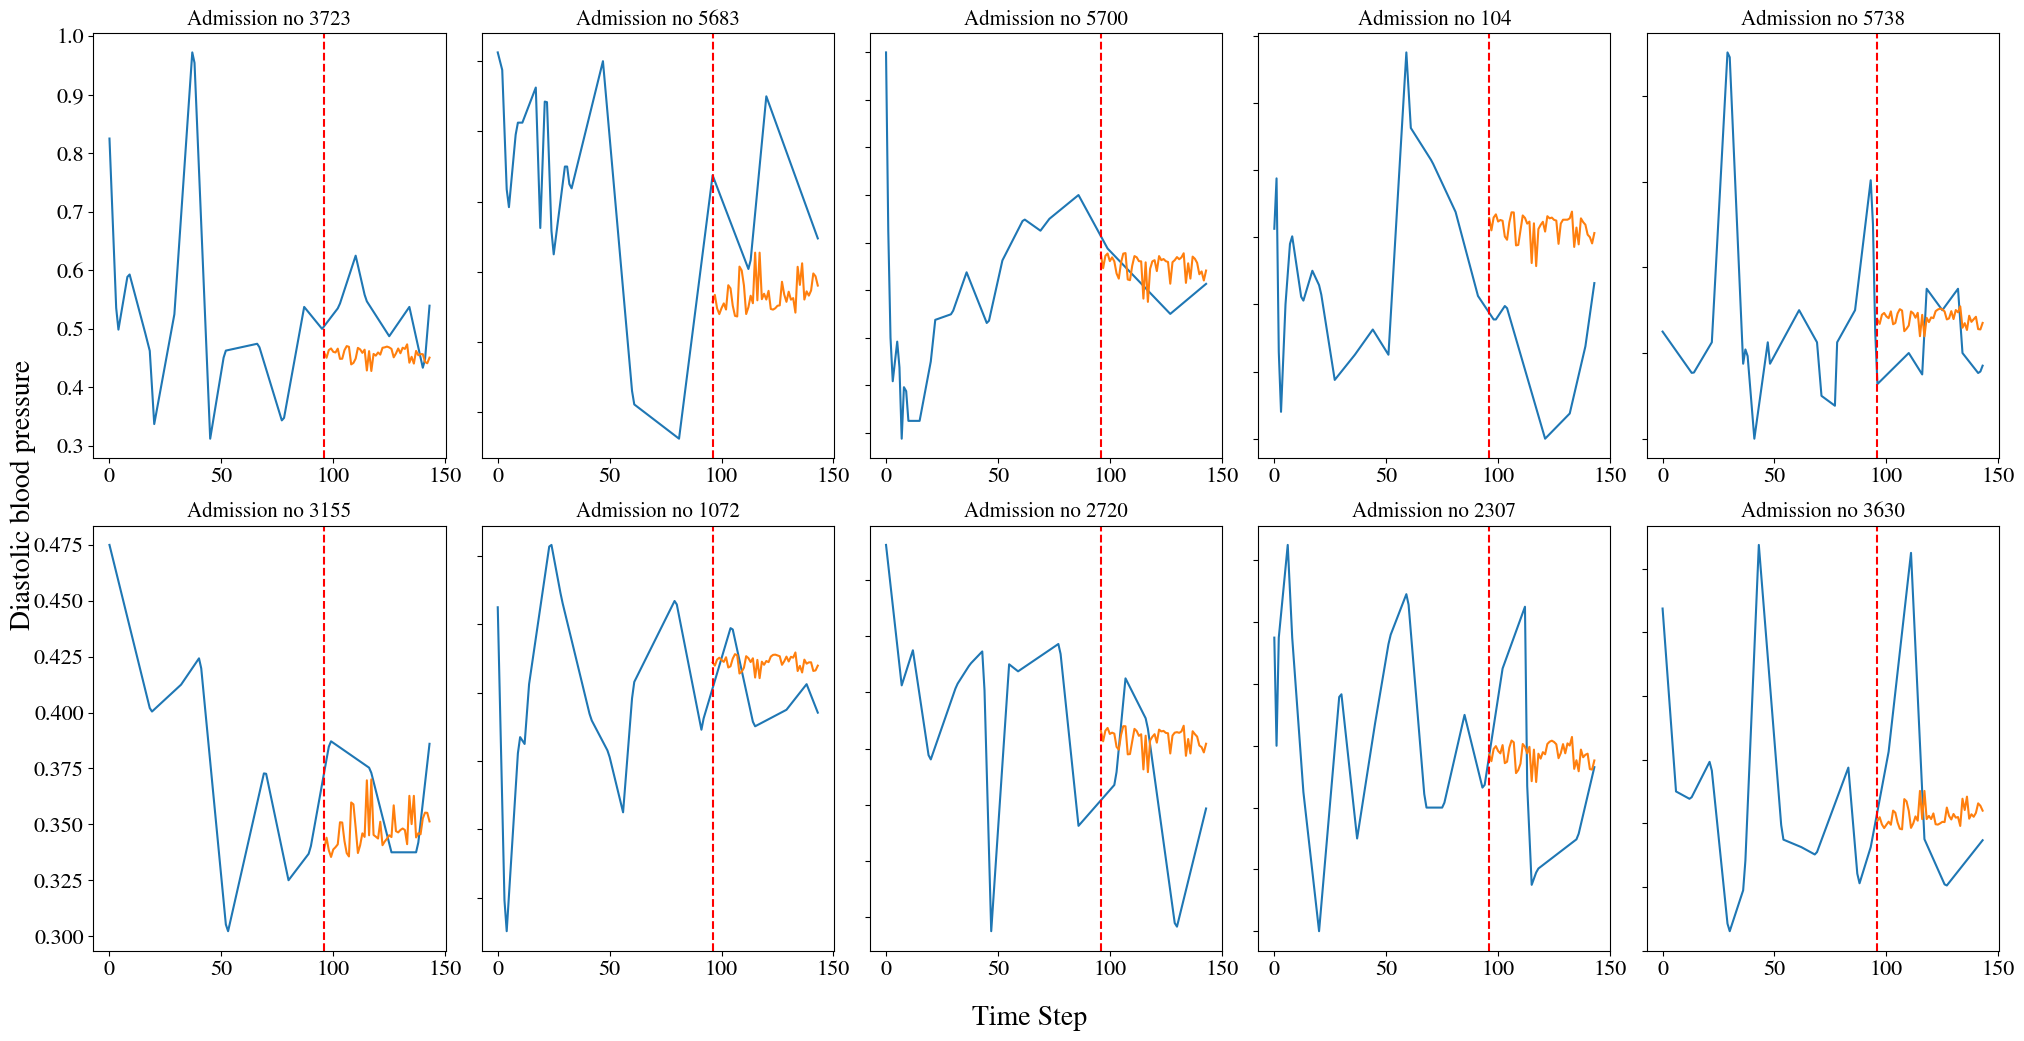 Admission no 3723
Admission no 5683
Admission no 5700
Admission no 104
Admission no 5738
1.0
0.9
0.8
0.7
0.6
0.5
0.4
0.3
0 50 100 150
0 50 100 150
0 50 100 150
0 50 100 150
0 50 100 150
Diastolic blood pressure
Admission no 3155
Admission no 1072
Admission no 2720
Admission no 2307
Admission no 3630
0.475
0.450
0.425
0.400
0.375
0.350
0.325
0.300
0 50 100 150
0 50 100 150
0 50 100 150
0 50 100 150
0 50 100 150
Time Step